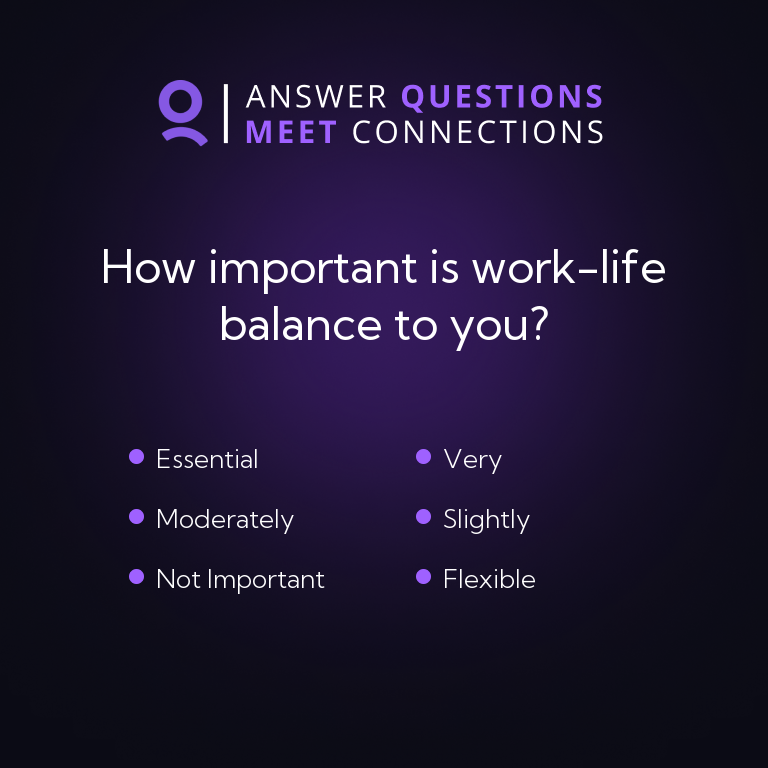 ANSWER QUESTIONS
MEET CONNECTIONS
How important is work-life
balance to you?
Essential
Very
Moderately
Slightly
Not Important
Flexible